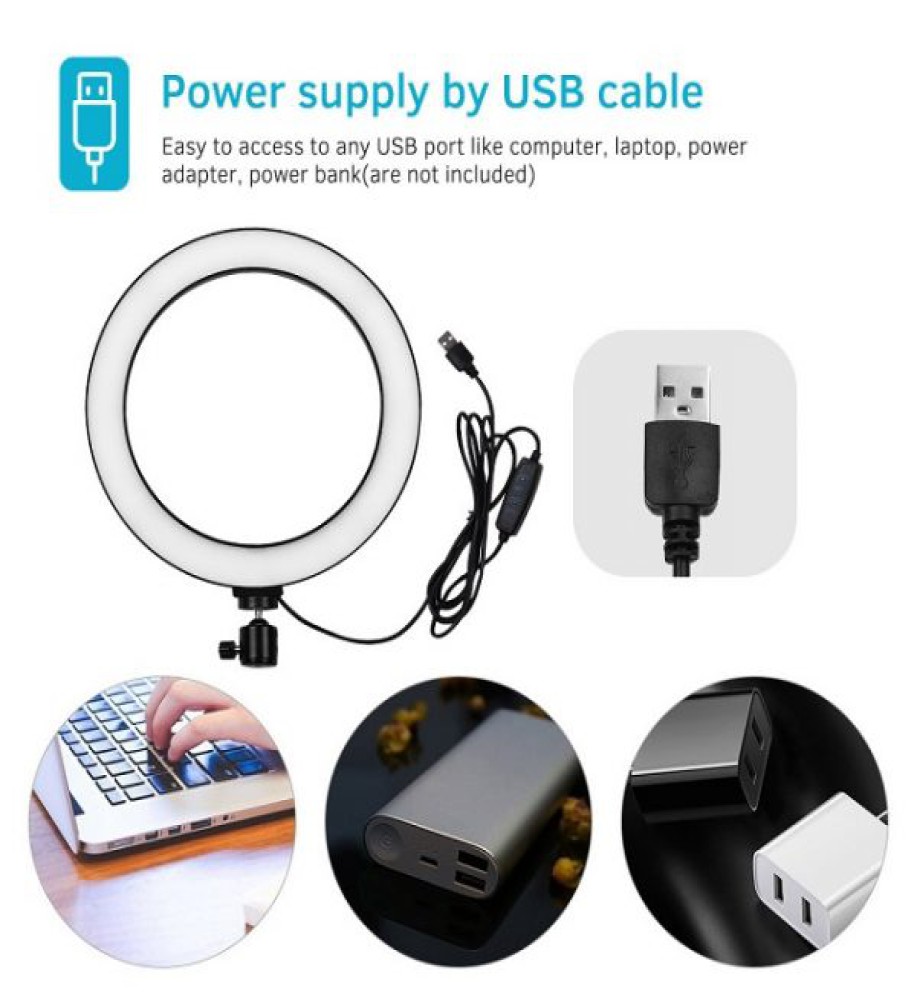 Power supply by USB cable
Easy to access to any USB port like computer, laptop, power
adapter, power bank(are not included)